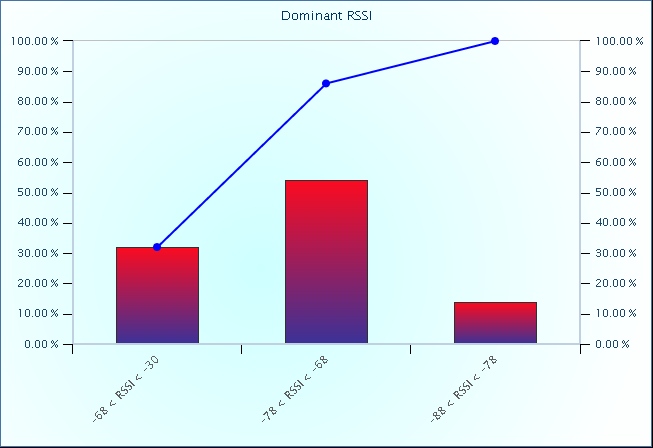 Dominant RSSI
100.00 % 100.00 %
90.00 % 90.00 %
80.00 % 80.00 %
70.00 % 70.00 %
60.00 % 60.00 %
50.00 % 50.00 %
40.00 % 40.00 %
30.00 % 30.00 %
20.00 % 20.00 %
10.00 % 10.00 %
0.00 % 0.00 %
-68 < RSSI < -30
-78 < RSSI < -68
-88 < RSSI < -78